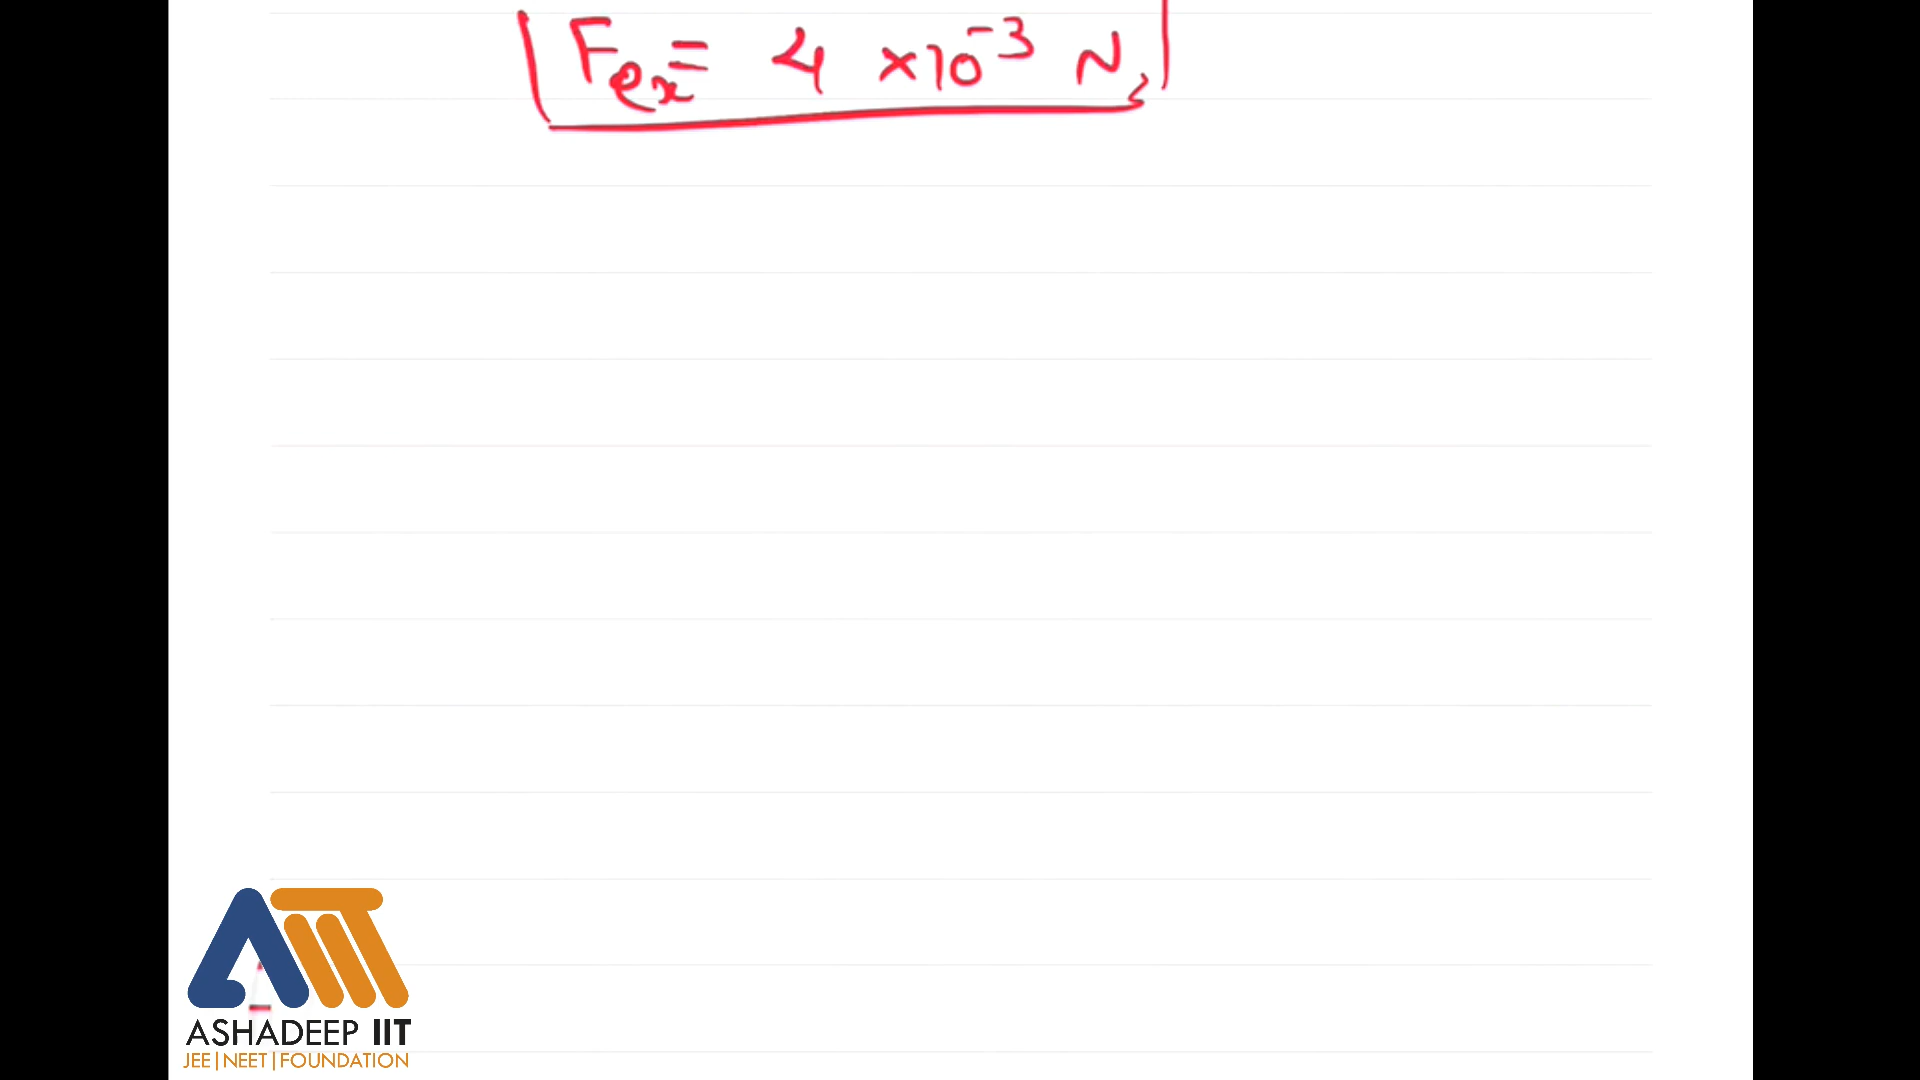 Fex = 4 ×10⁻³ N
ASHADEEP IIT
JEE|NEET|FOUNDATION